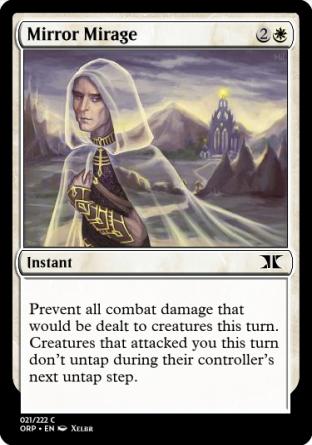 Mirror Mirage 2
Instant
Prevent all combat damage that
would be dealt to creatures this turn.
Creatures that attacked you this turn
don't untap during their controller's
next untap step.
021/222 C
ORP • EN XELBR